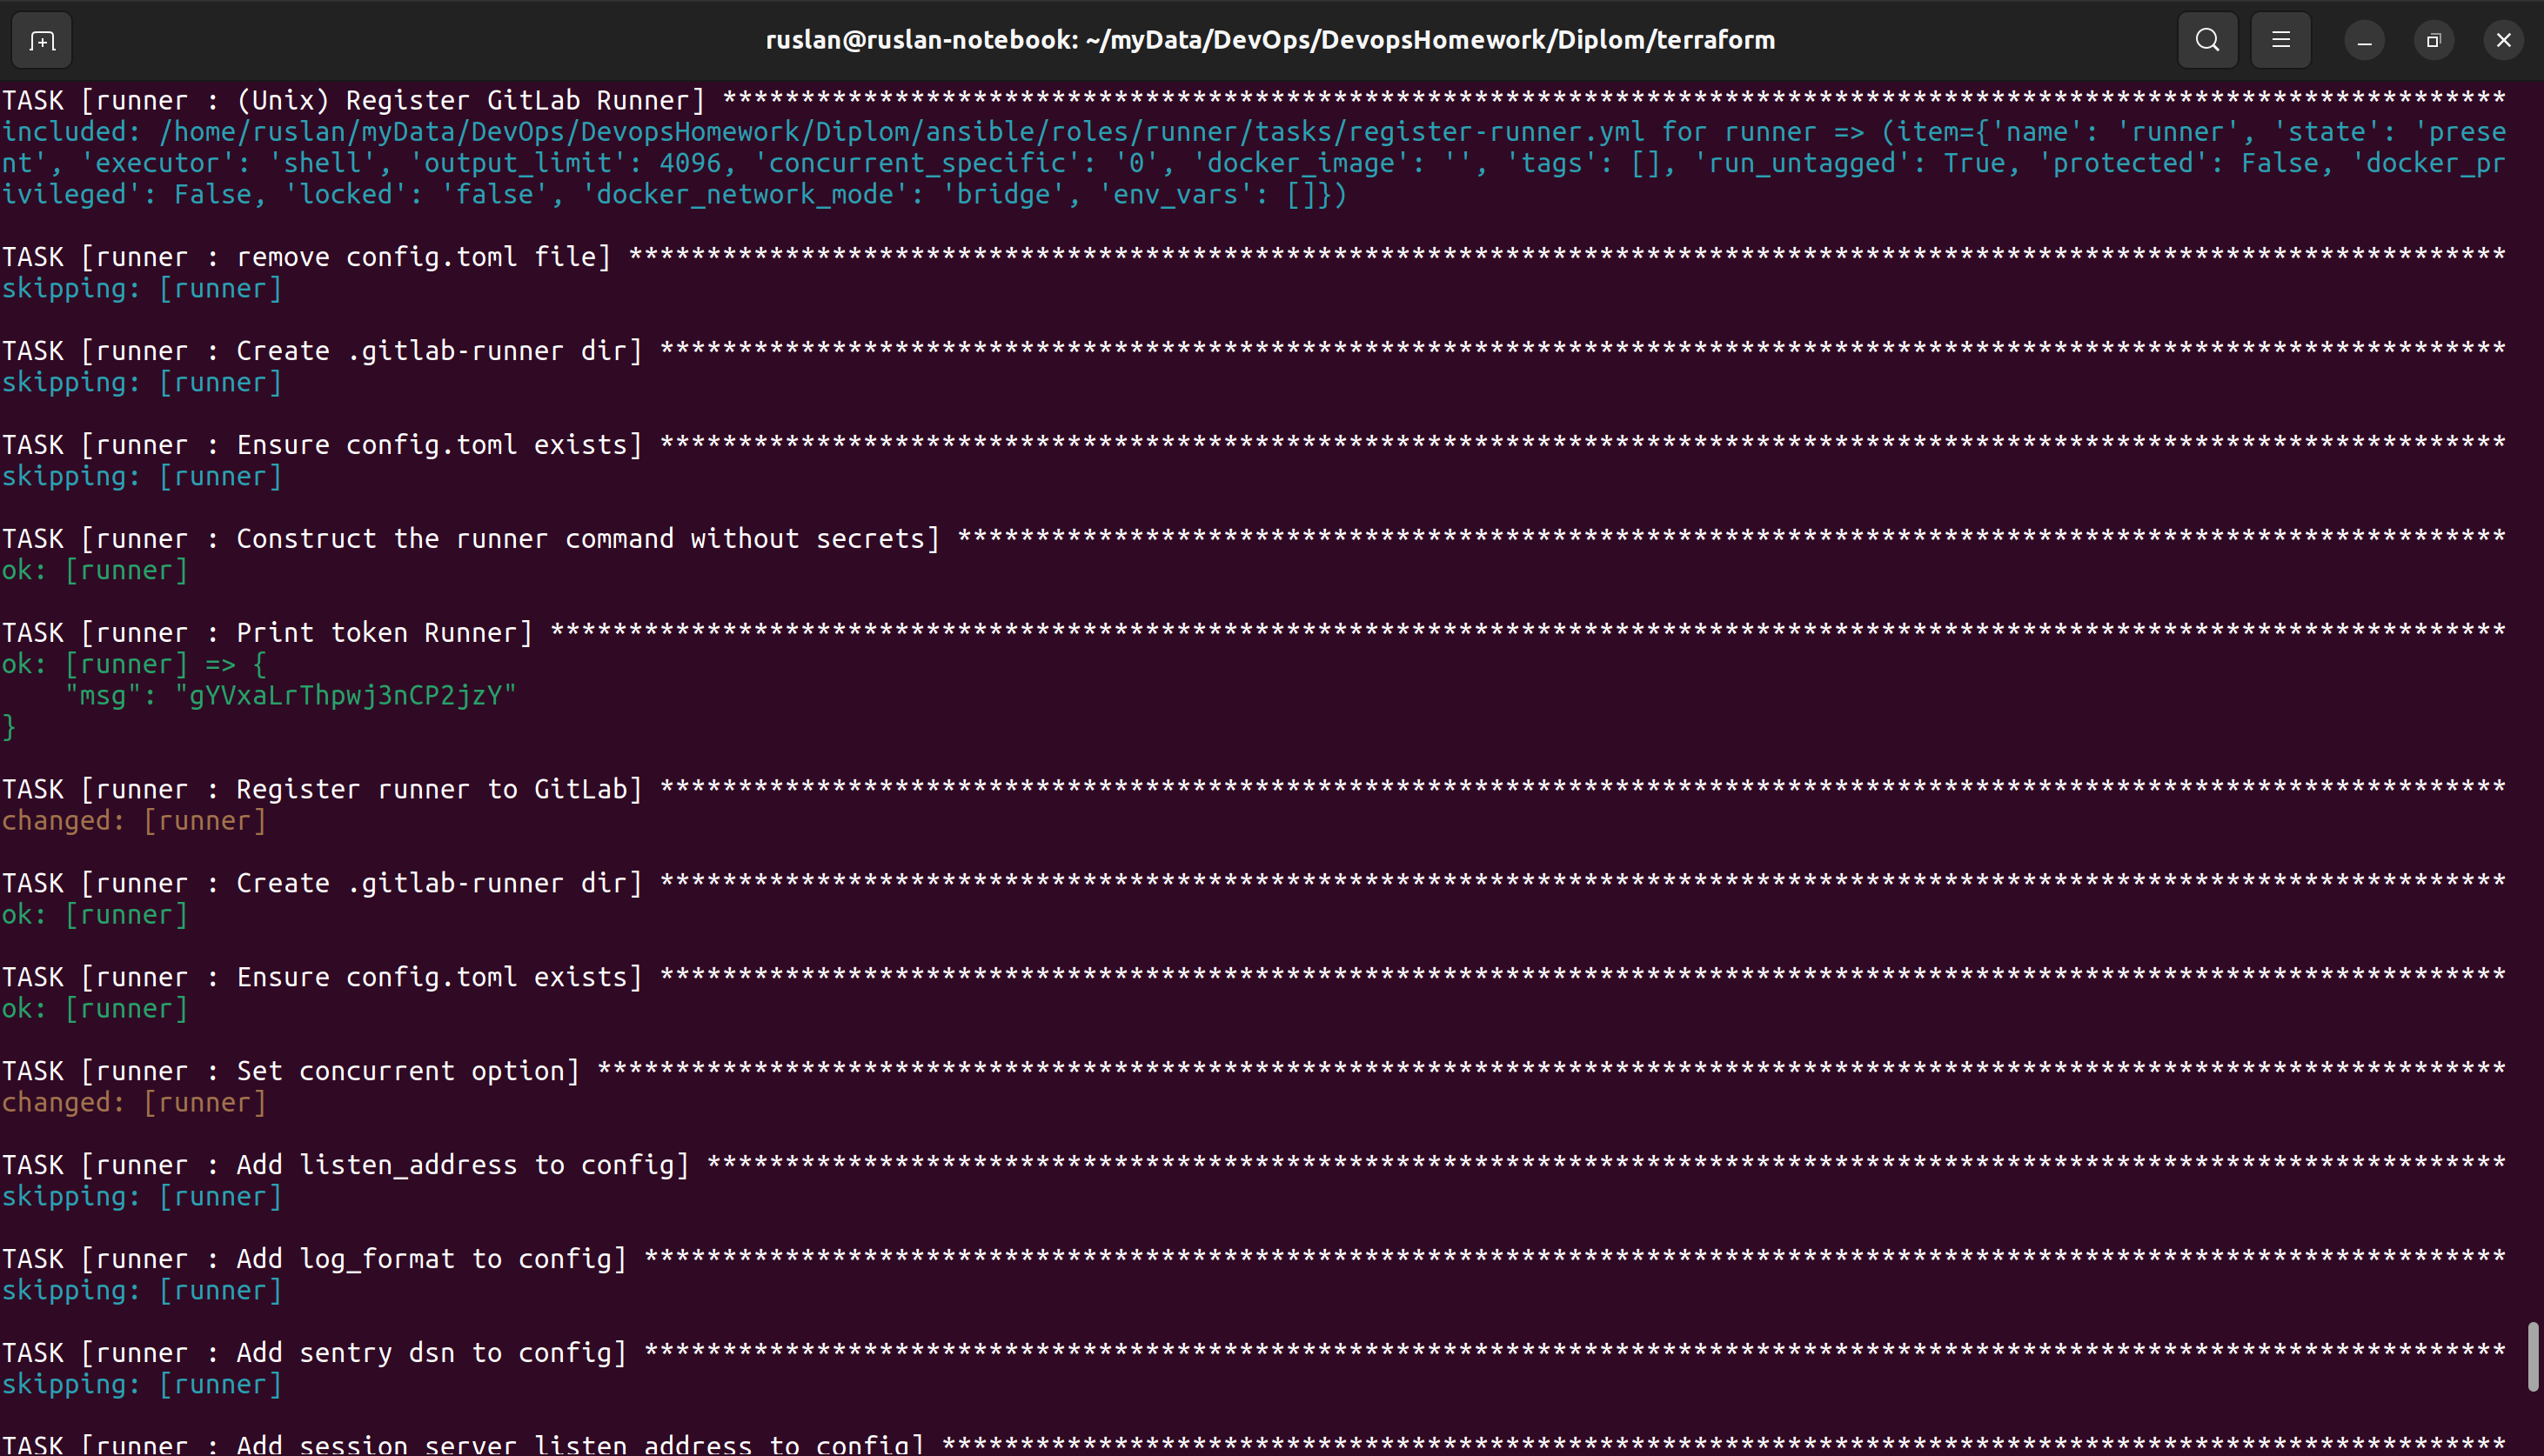 ruslan@ruslan-notebook: ~/myData/DevOps/DevopsHomework/Diplom/terraform
TASK [runner : (Unix) Register GitLab Runner] ******************************************************************************************************************
included: /home/ruslan/myData/DevOps/DevopsHomework/Diplom/ansible/roles/runner/tasks/register-runner.yml for runner => (item={'name': 'runner', 'state': 'prese
nt', 'executor': 'shell', 'output_limit': 4096, 'concurrent_specific': '0', 'docker_image': '', 'tags': [], 'run_untagged': True, 'protected': False, 'docker_pr
ivileged': False, 'locked': 'false', 'docker_network_mode': 'bridge', 'env_vars': []})
TASK [runner : remove config.toml file] ************************************************************************************************************************
skipping: [runner]
TASK [runner : Create .gitlab-runner dir] **********************************************************************************************************************
skipping: [runner]
TASK [runner : Ensure config.toml exists] **********************************************************************************************************************
skipping: [runner]
TASK [runner : Construct the runner command without secrets] ***************************************************************************************************
ok: [runner]
TASK [runner : Print token Runner] *****************************************************************************************************************************
ok: [runner] => {
    "msg": "gYVxaLrThpwj3nCP2jzY"
}
TASK [runner : Register runner to GitLab] **********************************************************************************************************************
changed: [runner]
TASK [runner : Create .gitlab-runner dir] **********************************************************************************************************************
ok: [runner]
TASK [runner : Ensure config.toml exists] **********************************************************************************************************************
ok: [runner]
TASK [runner : Set concurrent option] **************************************************************************************************************************
changed: [runner]
TASK [runner : Add listen_address to config] *******************************************************************************************************************
skipping: [runner]
TASK [runner : Add log_format to config] ***********************************************************************************************************************
skipping: [runner]
TASK [runner : Add sentry dsn to config] ***********************************************************************************************************************
skipping: [runner]
TASK [runner : Add session server listen address to config] ****************************************************************************************************